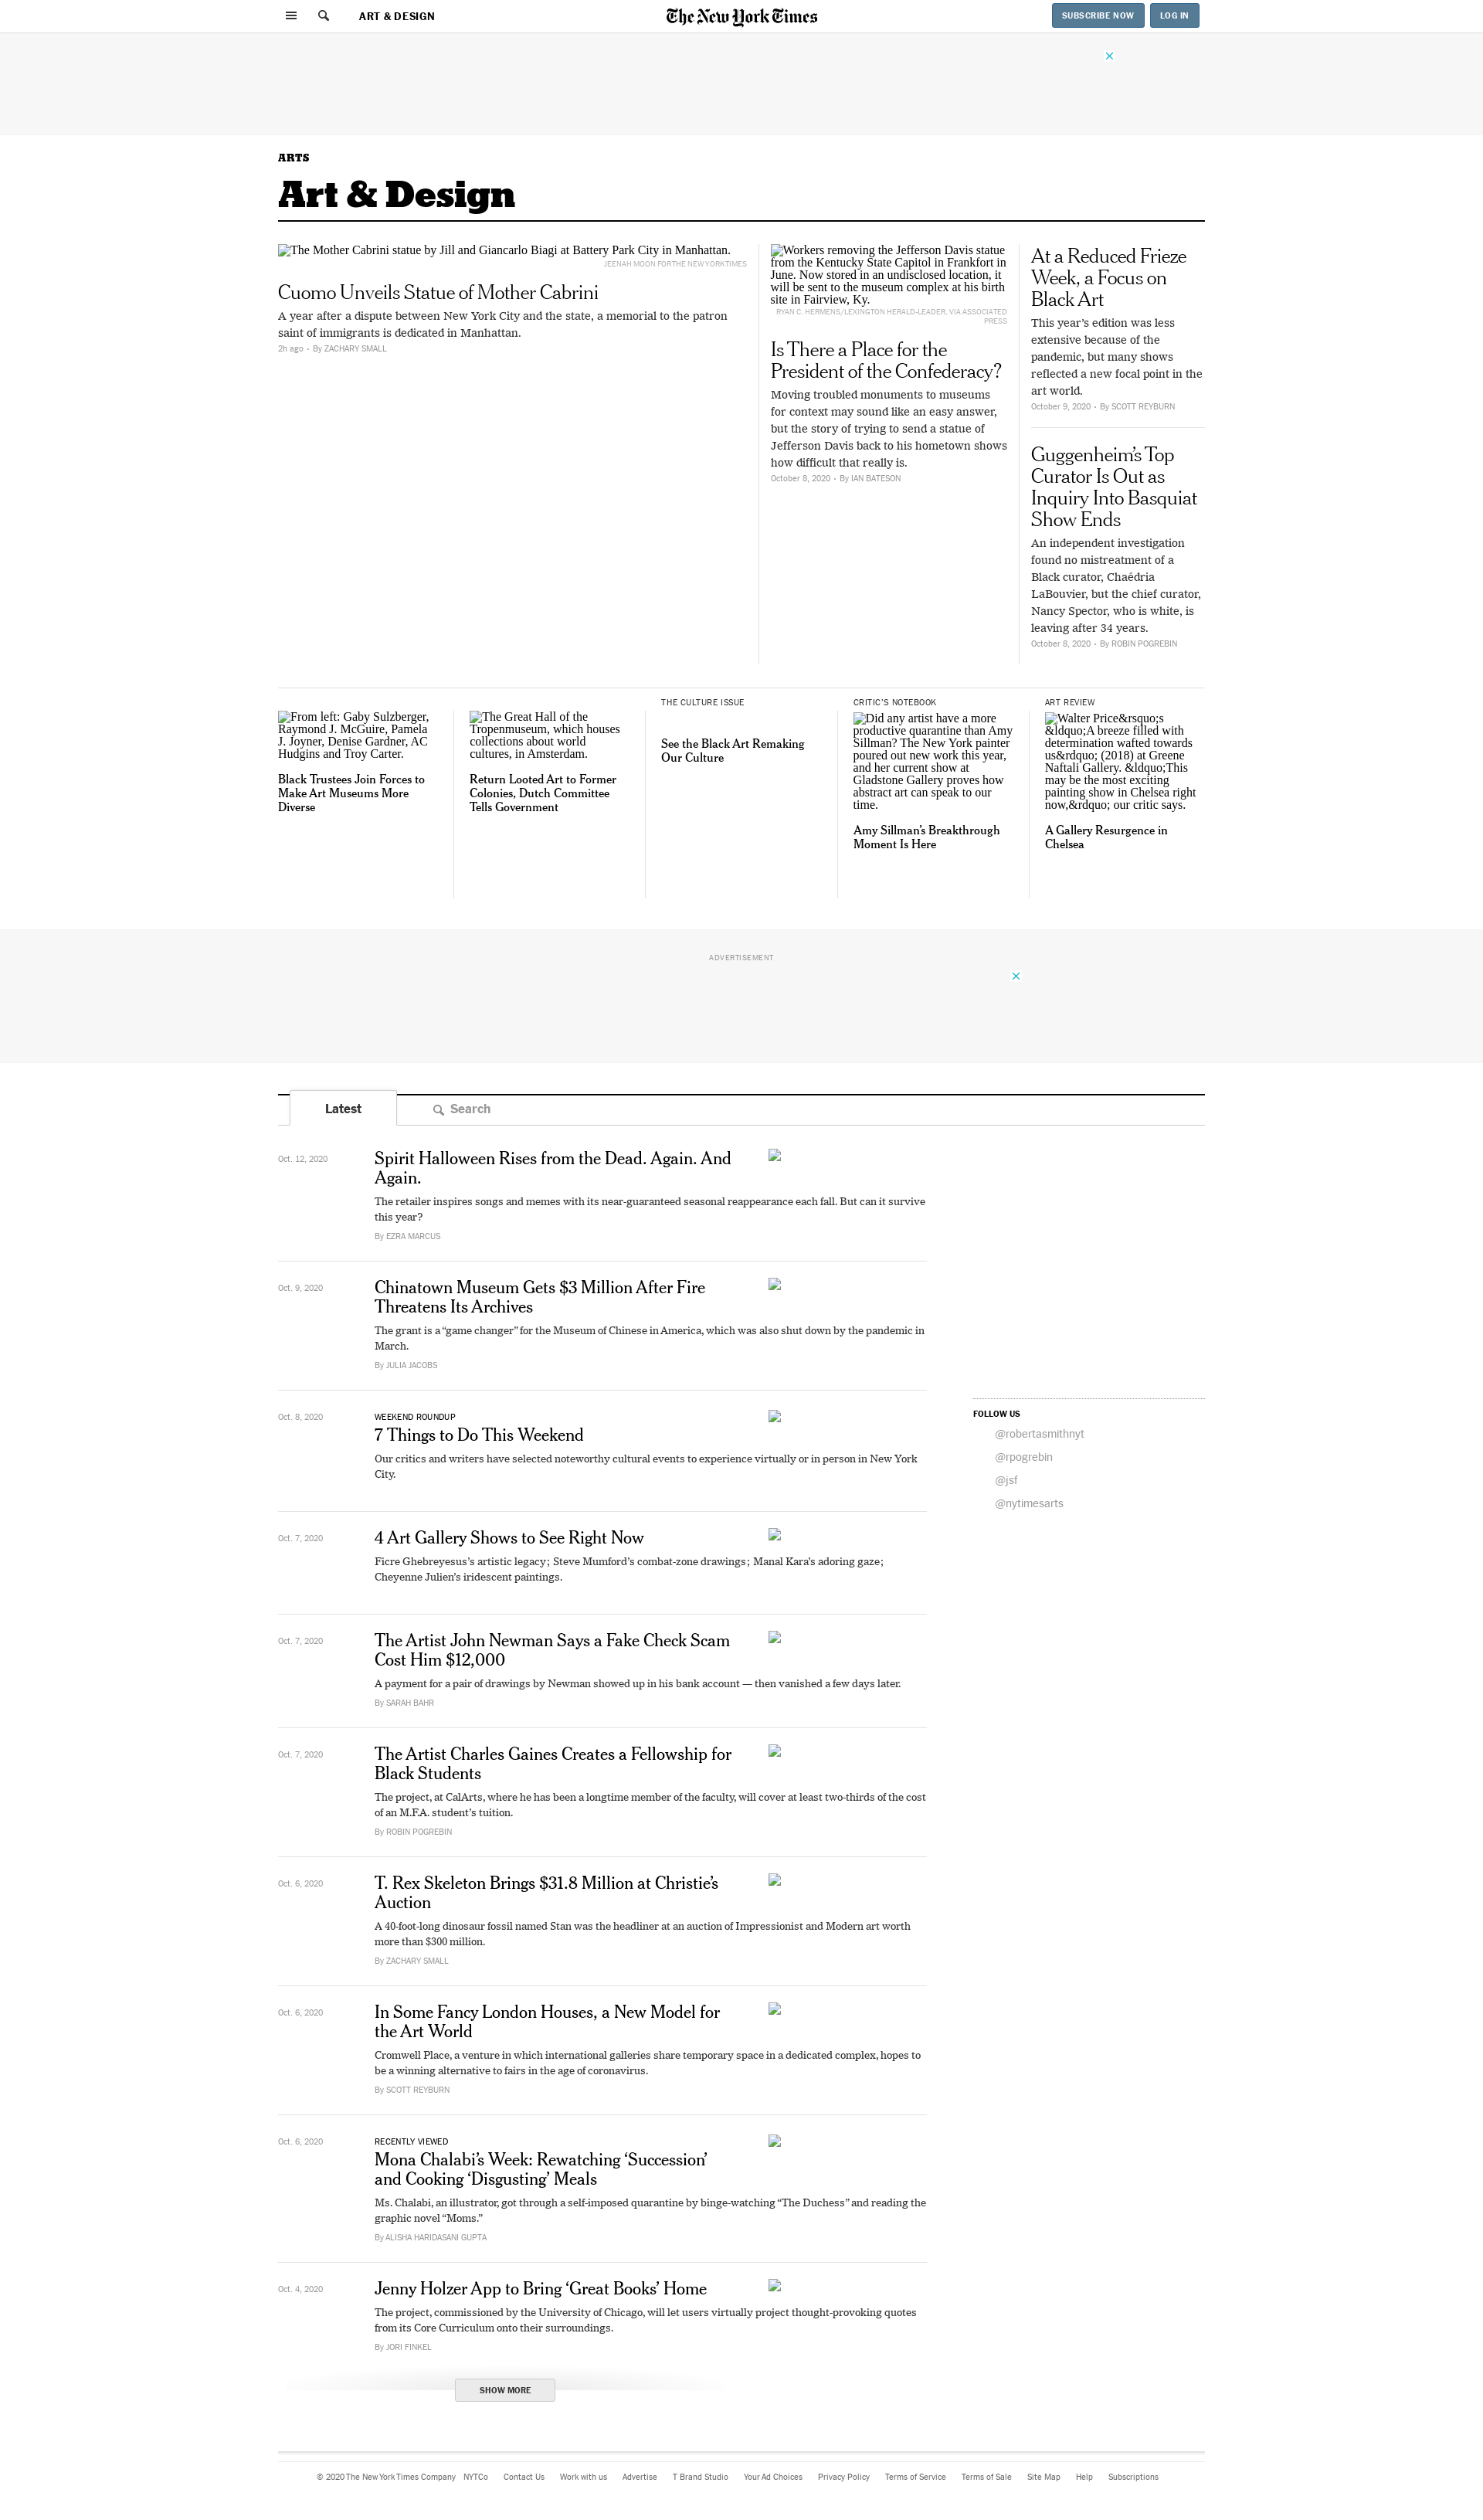 ART & DESIGN
The New York Times
SUBSCRIBE NOW
LOG IN
ARTS
Art & Design
The Mother Cabrini statue by Jill and Giancarlo Biagi at Battery Park City in Manhattan.
JEENAH MOON FOR THE NEW YORK TIMES
Cuomo Unveils Statue of Mother Cabrini
A year after a dispute between New York City and the state, a memorial to the patron
saint of immigrants is dedicated in Manhattan.
2h ago • By ZACHARY SMALL
Workers removing the Jefferson Davis statue
from the Kentucky State Capitol in Frankfort in
June. Now stored in an undisclosed location, it
will be sent to the museum complex at his birth
site in Fairview, Ky.
RYAN C. HERMENS/LEXINGTON HERALD-LEADER, VIA ASSOCIATED
PRESS
Is There a Place for the
President of the Confederacy?
Moving troubled monuments to museums
for context may sound like an easy answer,
but the story of trying to send a statue of
Jefferson Davis back to his hometown shows
how difficult that really is.
October 8, 2020 • By IAN BATESON
At a Reduced Frieze
Week, a Focus on
Black Art
This year’s edition was less
extensive because of the
pandemic, but many shows
reflected a new focal point in the
art world.
October 9, 2020 • By SCOTT REYBURN
Guggenheim’s Top
Curator Is Out as
Inquiry Into Basquiat
Show Ends
An independent investigation
found no mistreatment of a
Black curator, Chaédria
LaBouvier, but the chief curator,
Nancy Spector, who is white, is
leaving after 34 years.
October 8, 2020 • By ROBIN POGREBIN
From left: Gaby Sulzberger,
Raymond J. McGuire, Pamela
J. Joyner, Denise Gardner, AC
Hudgins and Troy Carter.
Black Trustees Join Forces to
Make Art Museums More
Diverse
The Great Hall of the
Tropenmuseum, which houses
collections about world
cultures, in Amsterdam.
Return Looted Art to Former
Colonies, Dutch Committee
Tells Government
THE CULTURE ISSUE
See the Black Art Remaking
Our Culture
CRITIC’S NOTEBOOK
Did any artist have a more
productive quarantine than Amy
Sillman? The New York painter
poured out new work this year,
and her current show at
Gladstone Gallery proves how
abstract art can speak to our
time.
Amy Sillman’s Breakthrough
Moment Is Here
ART REVIEW
Walter Price&rsquo;s
&ldquo;A breeze filled with
determination wafted towards
us&rdquo; (2018) at Greene
Naftali Gallery. &ldquo;This
may be the most exciting
painting show in Chelsea right
now,&rdquo; our critic says.
A Gallery Resurgence in
Chelsea
ADVERTISEMENT
Latest
Search
Oct. 12, 2020
Spirit Halloween Rises from the Dead. Again. And
Again.
The retailer inspires songs and memes with its near-guaranteed seasonal reappearance each fall. But can it survive
this year?
By EZRA MARCUS
Oct. 9, 2020
Chinatown Museum Gets $3 Million After Fire
Threatens Its Archives
The grant is a “game changer” for the Museum of Chinese in America, which was also shut down by the pandemic in
March.
By JULIA JACOBS
Oct. 8, 2020
WEEKEND ROUNDUP
7 Things to Do This Weekend
Our critics and writers have selected noteworthy cultural events to experience virtually or in person in New York
City.
Oct. 7, 2020
4 Art Gallery Shows to See Right Now
Ficre Ghebreyesus’s artistic legacy; Steve Mumford’s combat-zone drawings; Manal Kara’s adoring gaze;
Cheyenne Julien’s iridescent paintings.
Oct. 7, 2020
The Artist John Newman Says a Fake Check Scam
Cost Him $12,000
A payment for a pair of drawings by Newman showed up in his bank account — then vanished a few days later.
By SARAH BAHR
Oct. 7, 2020
The Artist Charles Gaines Creates a Fellowship for
Black Students
The project, at CalArts, where he has been a longtime member of the faculty, will cover at least two-thirds of the cost
of an M.F.A. student’s tuition.
By ROBIN POGREBIN
Oct. 6, 2020
T. Rex Skeleton Brings $31.8 Million at Christie’s
Auction
A 40-foot-long dinosaur fossil named Stan was the headliner at an auction of Impressionist and Modern art worth
more than $300 million.
By ZACHARY SMALL
Oct. 6, 2020
In Some Fancy London Houses, a New Model for
the Art World
Cromwell Place, a venture in which international galleries share temporary space in a dedicated complex, hopes to
be a winning alternative to fairs in the age of coronavirus.
By SCOTT REYBURN
Oct. 6, 2020
RECENTLY VIEWED
Mona Chalabi’s Week: Rewatching ‘Succession’
and Cooking ‘Disgusting’ Meals
Ms. Chalabi, an illustrator, got through a self-imposed quarantine by binge-watching “The Duchess” and reading the
graphic novel “Moms.”
By ALISHA HARIDASANI GUPTA
Oct. 4, 2020
Jenny Holzer App to Bring ‘Great Books’ Home
The project, commissioned by the University of Chicago, will let users virtually project thought-provoking quotes
from its Core Curriculum onto their surroundings.
By JORI FINKEL
SHOW MORE
FOLLOW US
@robertasmithnyt
@rpogrebin
@jsf
@nytimesarts
© 2020 The New York Times Company NYTCo Contact Us Work with us Advertise T Brand Studio Your Ad Choices Privacy Policy Terms of Service Terms of Sale Site Map Help Subscriptions